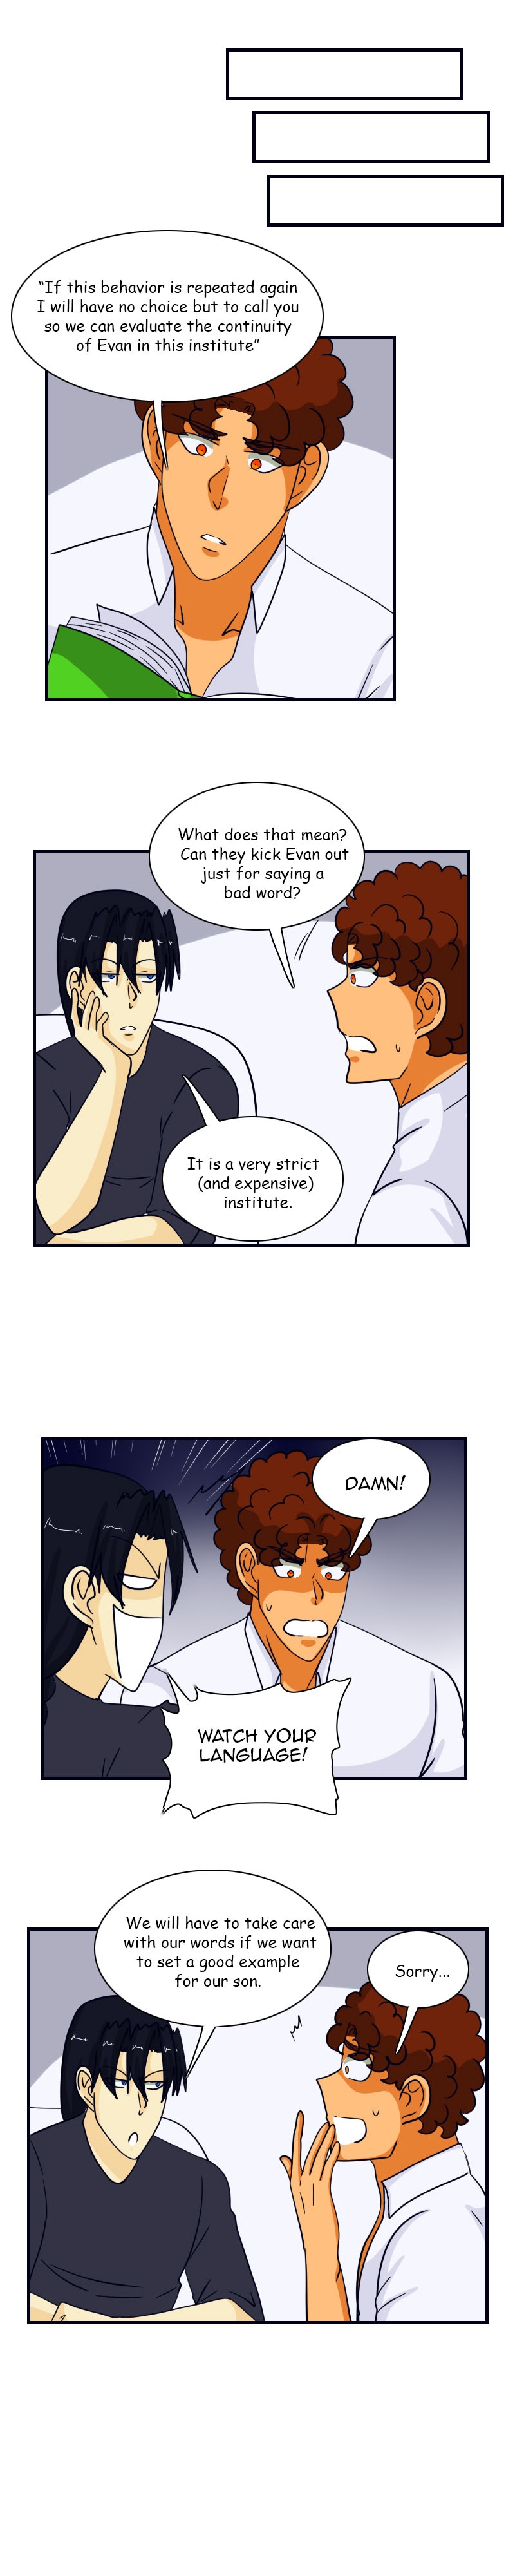 “If this behavior is repeated again
I will have no choice but to call you
so we can evaluate the continuity
of Evan in this institute”
What does that mean?
Can they kick Evan out
just for saying a
bad word?
It is a very strict
(and expensive)
institute.
DAMN!
WATCH YOUR
LANGUAGE!
We will have to take care
with our words if we want
to set a good example
for our son.
Sorry...